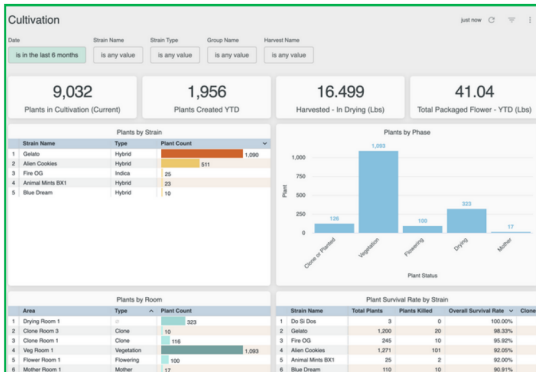 Cultivation
just now
Date
Strain Name
Strain Type
Group Name
Harvest Name
is in the last 6 months
is any value
is any value
is any value
is any value
9,032
Plants in Cultivation (Current)
1,956
Plants Created YTD
16.499
Harvested - In Drying (Lbs)
41.04
Total Packaged Flower - YTD (Lbs)
Plants by Strain
Strain Name Type Plant Count
1 Gelato Hybrid 1,090
2 Alien Cookies Hybrid 511
3 Fire OG Indica 25
4 Animal Mints BX1 Hybrid 23
5 Blue Dream Hybrid 10
Plants by Phase
Plant
1,000
750
500
250
0
1,093
323
17
Clone or Planted
Vegetation
Flowering
Drying
Mother
Plant Status
Plants by Room
Area Type Plant Count
1 Drying Room 1 323
2 Clone Room 3 Clone 10
3 Clone Room 1 Clone 116
4 Veg Room 1 Vegetation 1,093
5 Flower Room 1 Flowering 100
6 Mother Room 1 Mother 17
Plant Survival Rate by Strain
Strain Name Total Plants Plants Killed Overall Survival Rate Clone
1 Do Si Dos 3 0 100.00%
2 Gelato 1,200 20 98.33%
3 Fire OG 245 10 95.92%
4 Alien Cookies 1,271 101 92.05%
5 Animal Mints BX1 25 2 92.00%
6 Blue Dream 110 10 90.91%